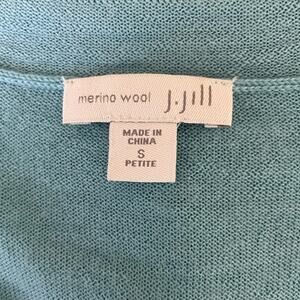 merino wool J.Jill
MADE IN
CHINA
S
PETITE